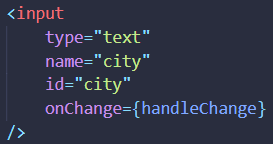 <input
    type="text"
    name="city"
    id="city"
    onChange={handleChange}
/>